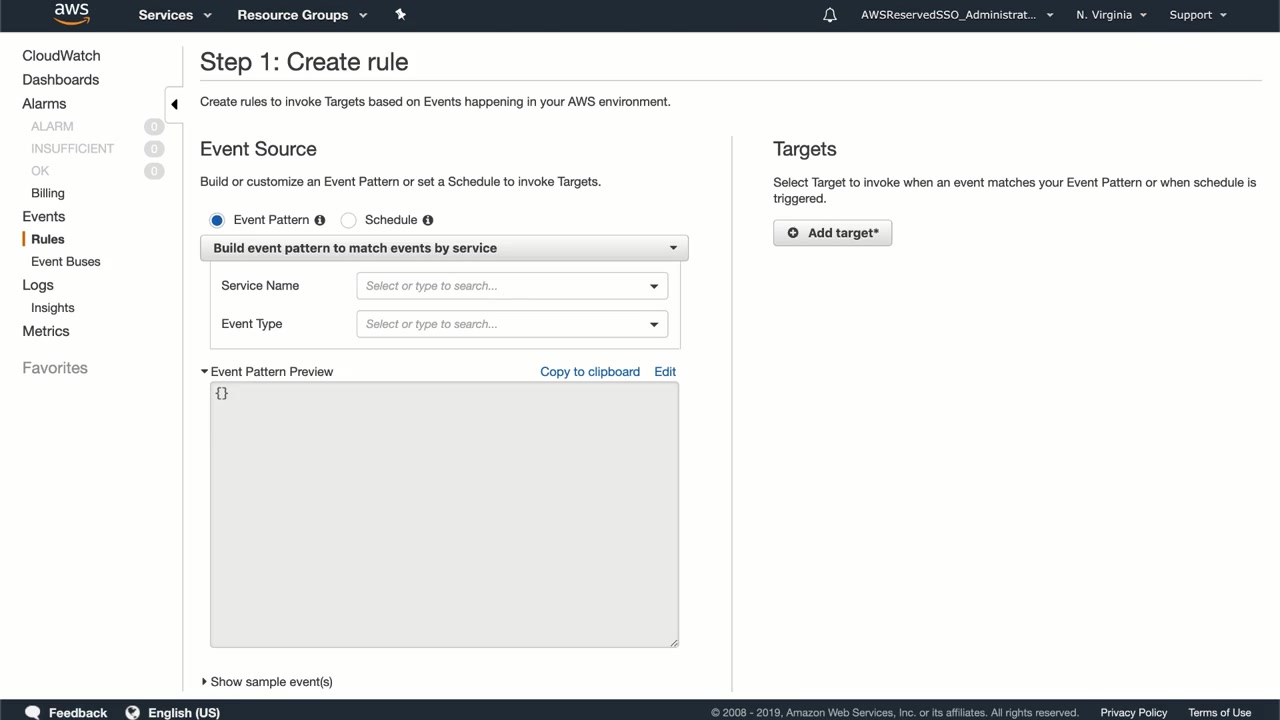 aws
Services
Resource Groups
AWSReservedSSO_Administrat...
N. Virginia
Support
CloudWatch
Dashboards
Alarms
ALARM 0
INSUFFICIENT 0
OK 0
Billing
Events
Rules
Event Buses
Logs
Insights
Metrics
Favorites
Step 1: Create rule
Create rules to invoke Targets based on Events happening in your AWS environment.
Event Source
Build or customize an Event Pattern or set a Schedule to invoke Targets.
Event Pattern
Schedule
Build event pattern to match events by service
Service Name
Select or type to search...
Event Type
Select or type to search...
Event Pattern Preview
Copy to clipboard
Edit
{}
Show sample event(s)
Targets
Select Target to invoke when an event matches your Event Pattern or when schedule is
triggered.
Add target*
Feedback
English (US)
© 2008 - 2019, Amazon Web Services, Inc. or its affiliates. All rights reserved.
Privacy Policy
Terms of Use